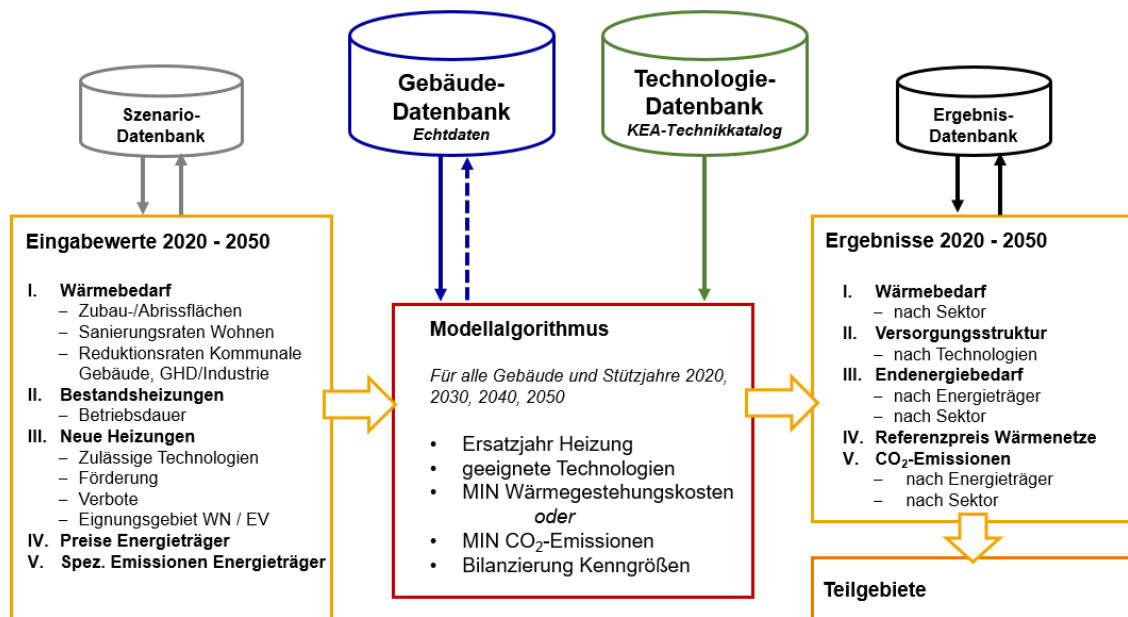 Szenario-
Datenbank
Gebäude-
Datenbank
Echtdaten
Technologie-
Datenbank
KEA-Technikkatalog
Ergebnis-
Datenbank
Eingabewerte 2020 - 2050
I. Wärmebedarf
– Zubau-/Abrissflächen
– Sanierungsraten Wohnen
– Reduktionsraten Kommunale
Gebäude, GHD/Industrie
II. Bestandsheizungen
– Betriebsdauer
III. Neue Heizungen
– Zulässige Technologien
– Förderung
– Verbote
– Eignungsgebiet WN / EV
IV. Preise Energieträger
V. Spez. Emissionen Energieträger
Modellalgorithmus
Für alle Gebäude und Stützjahre 2020,
2030, 2040, 2050
• Ersatzjahr Heizung
• geeignete Technologien
• MIN Wärmegestehungskosten
oder
• MIN CO₂-Emissionen
• Bilanzierung Kenngrößen
Ergebnisse 2020 - 2050
I. Wärmebedarf
– nach Sektor
II. Versorgungsstruktur
– nach Technologien
III. Endenergiebedarf
– nach Energieträger
– nach Sektor
IV. Referenzpreis Wärmenetze
V. CO₂-Emissionen
– nach Energieträger
– nach Sektor
Teilgebiete